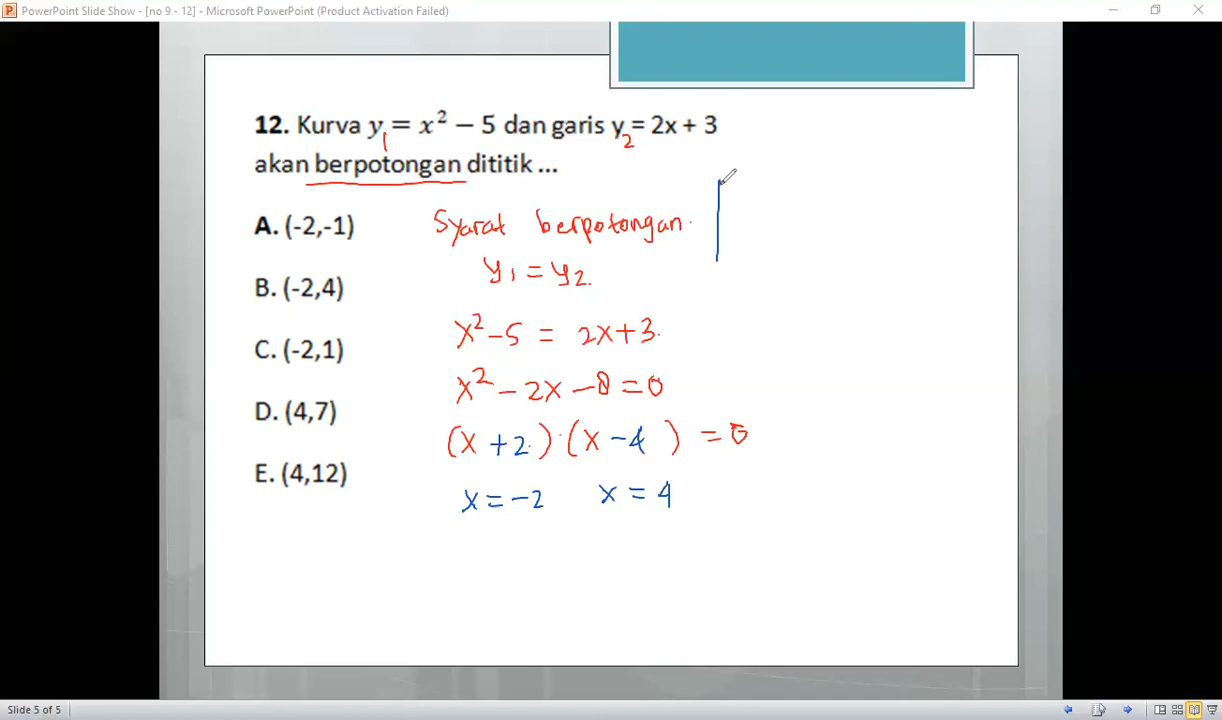 PowerPoint Slide Show - [no 9 - 12] - Microsoft PowerPoint (Product Activation Failed)
12. Kurva y₁ = x² − 5 dan garis y₂ = 2x + 3
akan berpotongan dititik ...
A. (-2,-1)
B. (-2,4)
C. (-2,1)
D. (4,7)
E. (4,12)
Syarat berpotongan.
y₁ = y₂.
x² - 5 = 2x + 3.
x² - 2x - 8 = 0
(x + 2) (x - 4) = 0
x = -2 x = 4
Slide 5 of 5